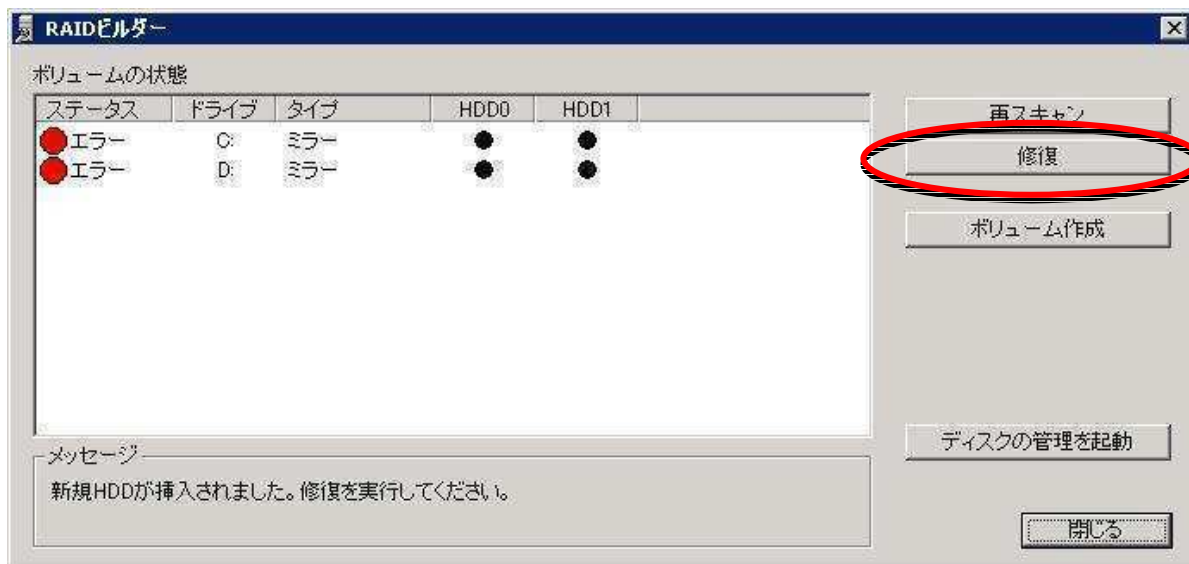 RAIDビルダー
ボリュームの状態
ステータス ドライブ タイプ HDD0 HDD1
エラー C: ミラー ● ●
エラー D: ミラー ● ●
再スキャン
修復
ボリューム作成
ディスクの管理を起動
メッセージ
新規HDDが挿入されました。修復を実行してください。
閉じる